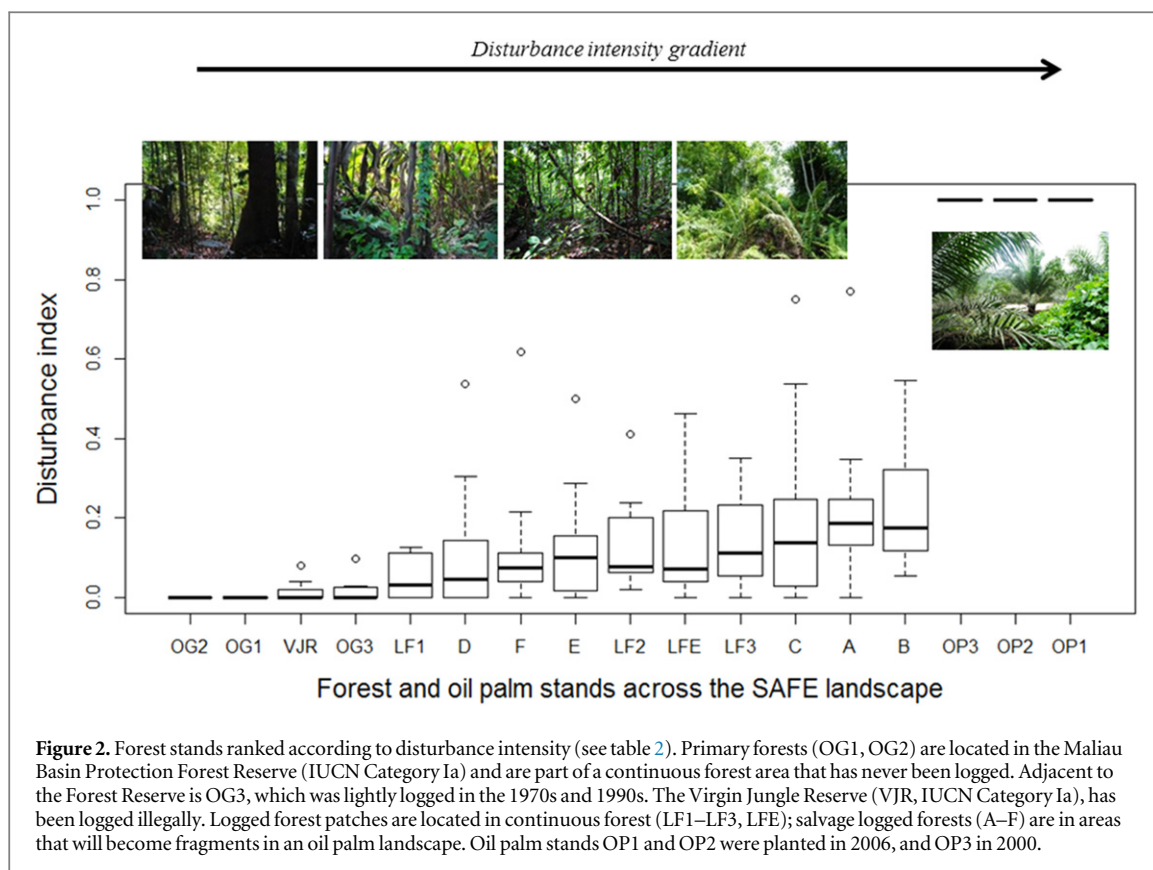 Disturbance intensity gradient
Disturbance index
1.0
0.8
0.6
0.4
0.2
0.0
OG2 OG1 VJR OG3 LF1 D F E LF2 LFE LF3 C A B OP3 OP2 OP1
Forest and oil palm stands across the SAFE landscape
Figure 2. Forest stands ranked according to disturbance intensity (see table 2). Primary forests (OG1, OG2) are located in the Maliau
Basin Protection Forest Reserve (IUCN Category Ia) and are part of a continuous forest area that has never been logged. Adjacent to
the Forest Reserve is OG3, which was lightly logged in the 1970s and 1990s. The Virgin Jungle Reserve (VJR, IUCN Category Ia), has
been logged illegally. Logged forest patches are located in continuous forest (LF1–LF3, LFE); salvage logged forests (A–F) are in areas
that will become fragments in an oil palm landscape. Oil palm stands OP1 and OP2 were planted in 2006, and OP3 in 2000.